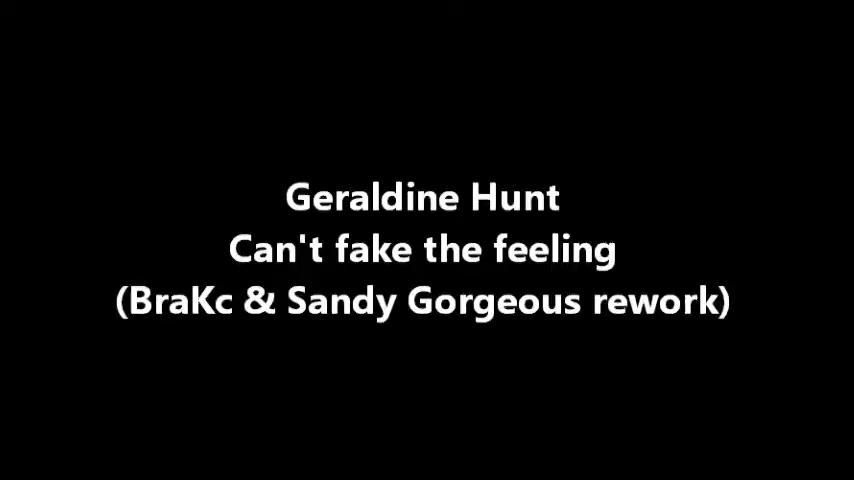 Geraldine Hunt
Can't fake the feeling
(BraKc & Sandy Gorgeous rework)